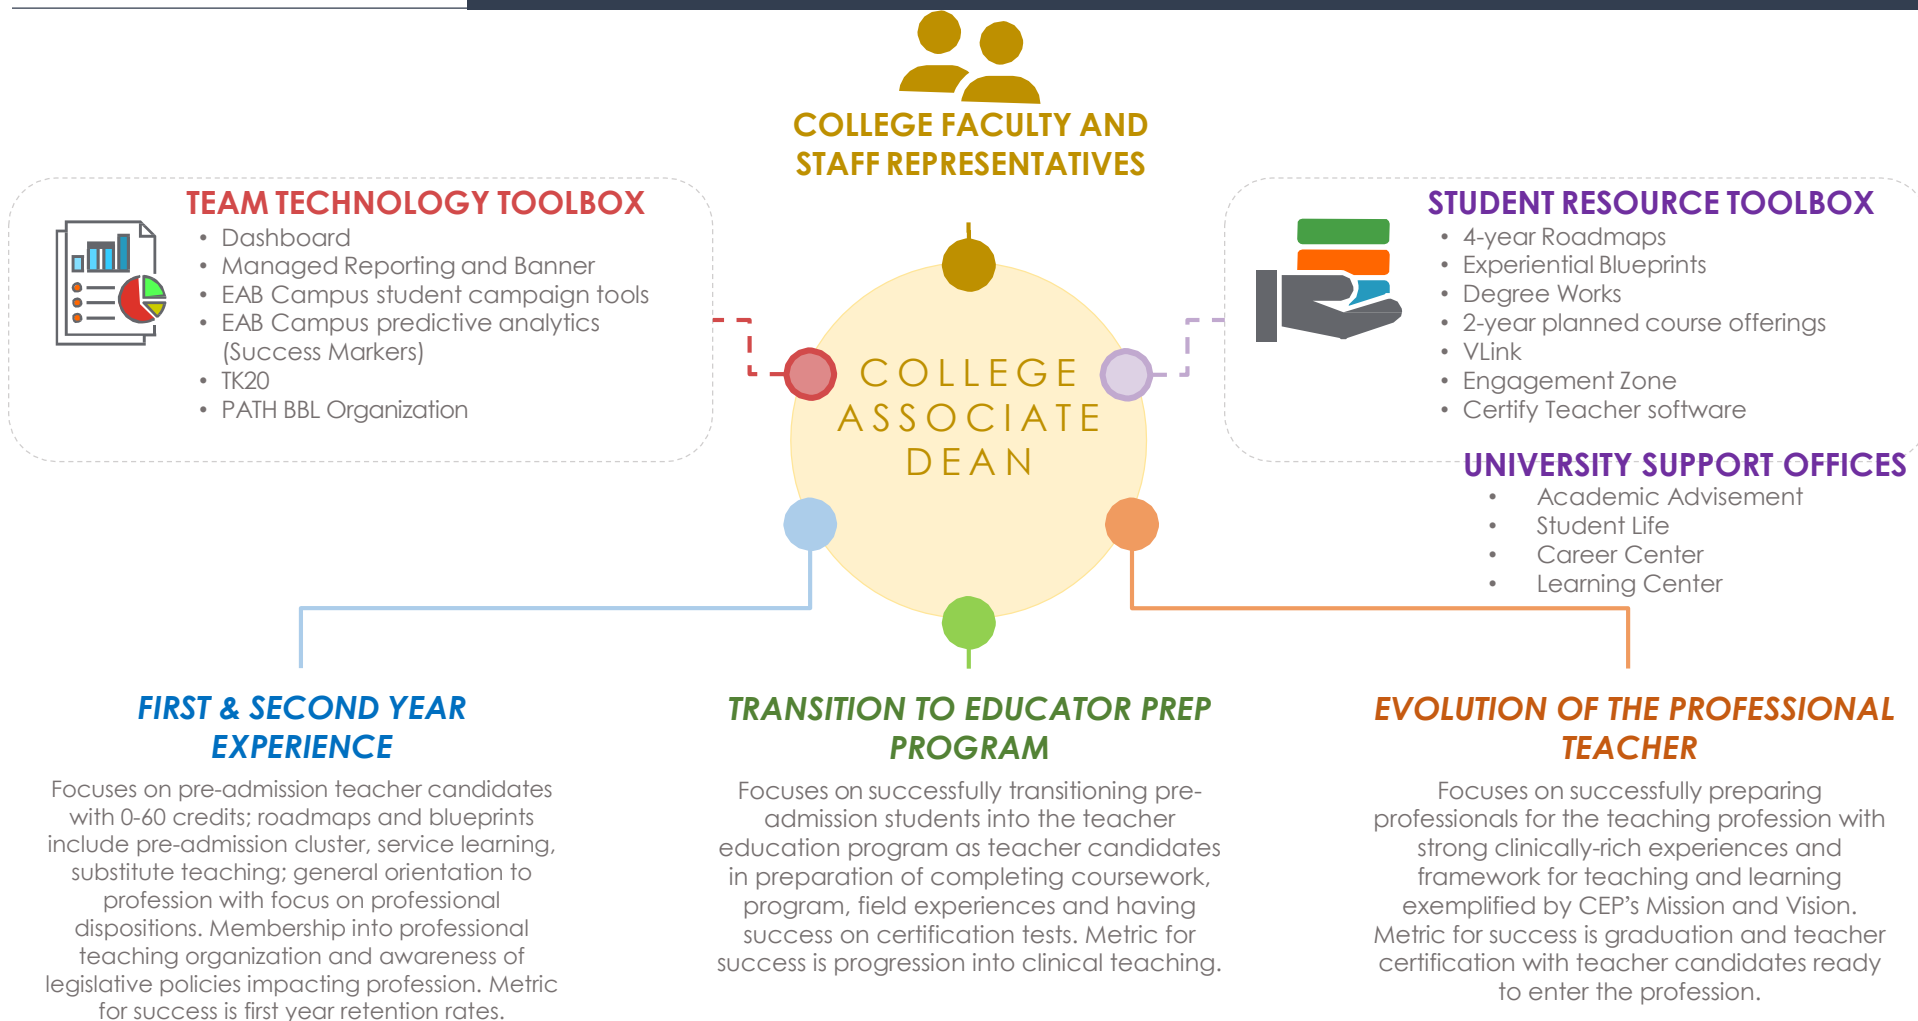 COLLEGE FACULTY AND
STAFF REPRESENTATIVES
TEAM TECHNOLOGY TOOLBOX
• Dashboard
• Managed Reporting and Banner
• EAB Campus student campaign tools
• EAB Campus predictive analytics
(Success Markers)
• TK20
• PATH BBL Organization
STUDENT RESOURCE TOOLBOX
• 4-year Roadmaps
• Experiential Blueprints
• Degree Works
• 2-year planned course offerings
• VLink
• Engagement Zone
• Certify Teacher software
UNIVERSITY SUPPORT OFFICES
• Academic Advisement
• Student Life
• Career Center
• Learning Center
COLLEGE
ASSOCIATE
DEAN
FIRST & SECOND YEAR
EXPERIENCE
Focuses on pre-admission teacher candidates
with 0-60 credits; roadmaps and blueprints
include pre-admission cluster, service learning,
substitute teaching; general orientation to
profession with focus on professional
dispositions. Membership into professional
teaching organization and awareness of
legislative policies impacting profession. Metric
for success is first year retention rates.
TRANSITION TO EDUCATOR PREP
PROGRAM
Focuses on successfully transitioning pre-
admission students into the teacher
education program as teacher candidates
in preparation of completing coursework,
program, field experiences and having
success on certification tests. Metric for
success is progression into clinical teaching.
EVOLUTION OF THE PROFESSIONAL
TEACHER
Focuses on successfully preparing
professionals for the teaching profession with
strong clinically-rich experiences and
framework for teaching and learning
exemplified by CEP's Mission and Vision.
Metric for success is graduation and teacher
certification with teacher candidates ready
to enter the profession.